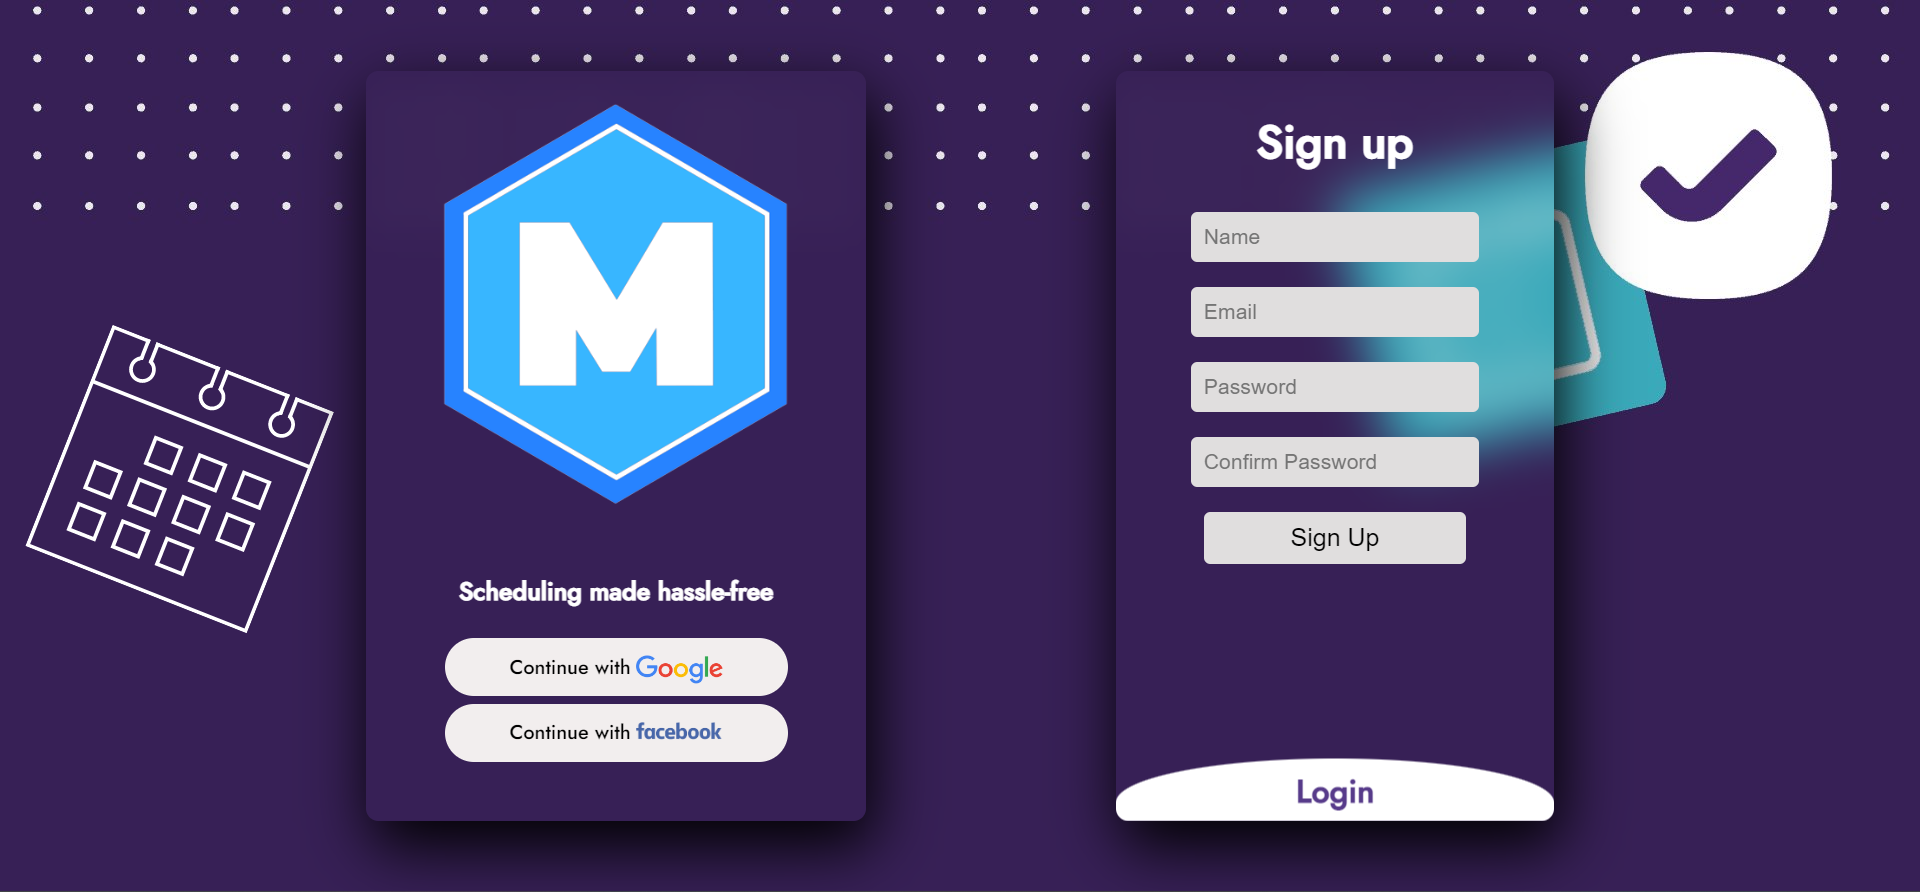 M
Scheduling made hassle-free
Continue with Google
Continue with facebook
Sign up
Name
Email
Password
Confirm Password
Sign Up
Login